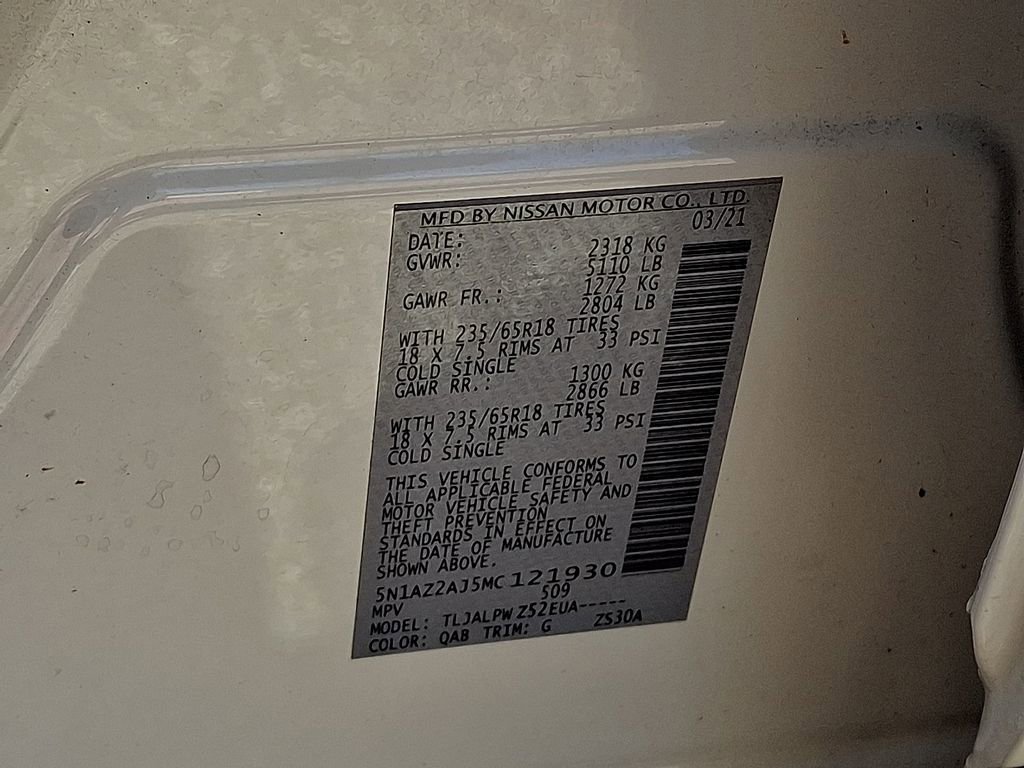 MFD BY NISSAN MOTOR CO., LTD.
DATE: 03/21
GVWR: 2318 KG
5110 LB
GAWR FR.: 1272 KG
2804 LB
WITH 235/65R18 TIRES
18 X 7.5 RIMS AT 33 PSI
COLD SINGLE
GAWR RR.: 1300 KG
2866 LB
WITH 235/65R18 TIRES
18 X 7.5 RIMS AT 33 PSI
COLD SINGLE
THIS VEHICLE CONFORMS TO
ALL APPLICABLE FEDERAL
MOTOR VEHICLE SAFETY AND
THEFT PREVENTION
STANDARDS IN EFFECT ON
THE DATE OF MANUFACTURE
SHOWN ABOVE.
5N1AZ2AJ5MC121930
MPV 509
MODEL: TLJALPW Z52EUA-----
COLOR: QAB TRIM: G ZS30A